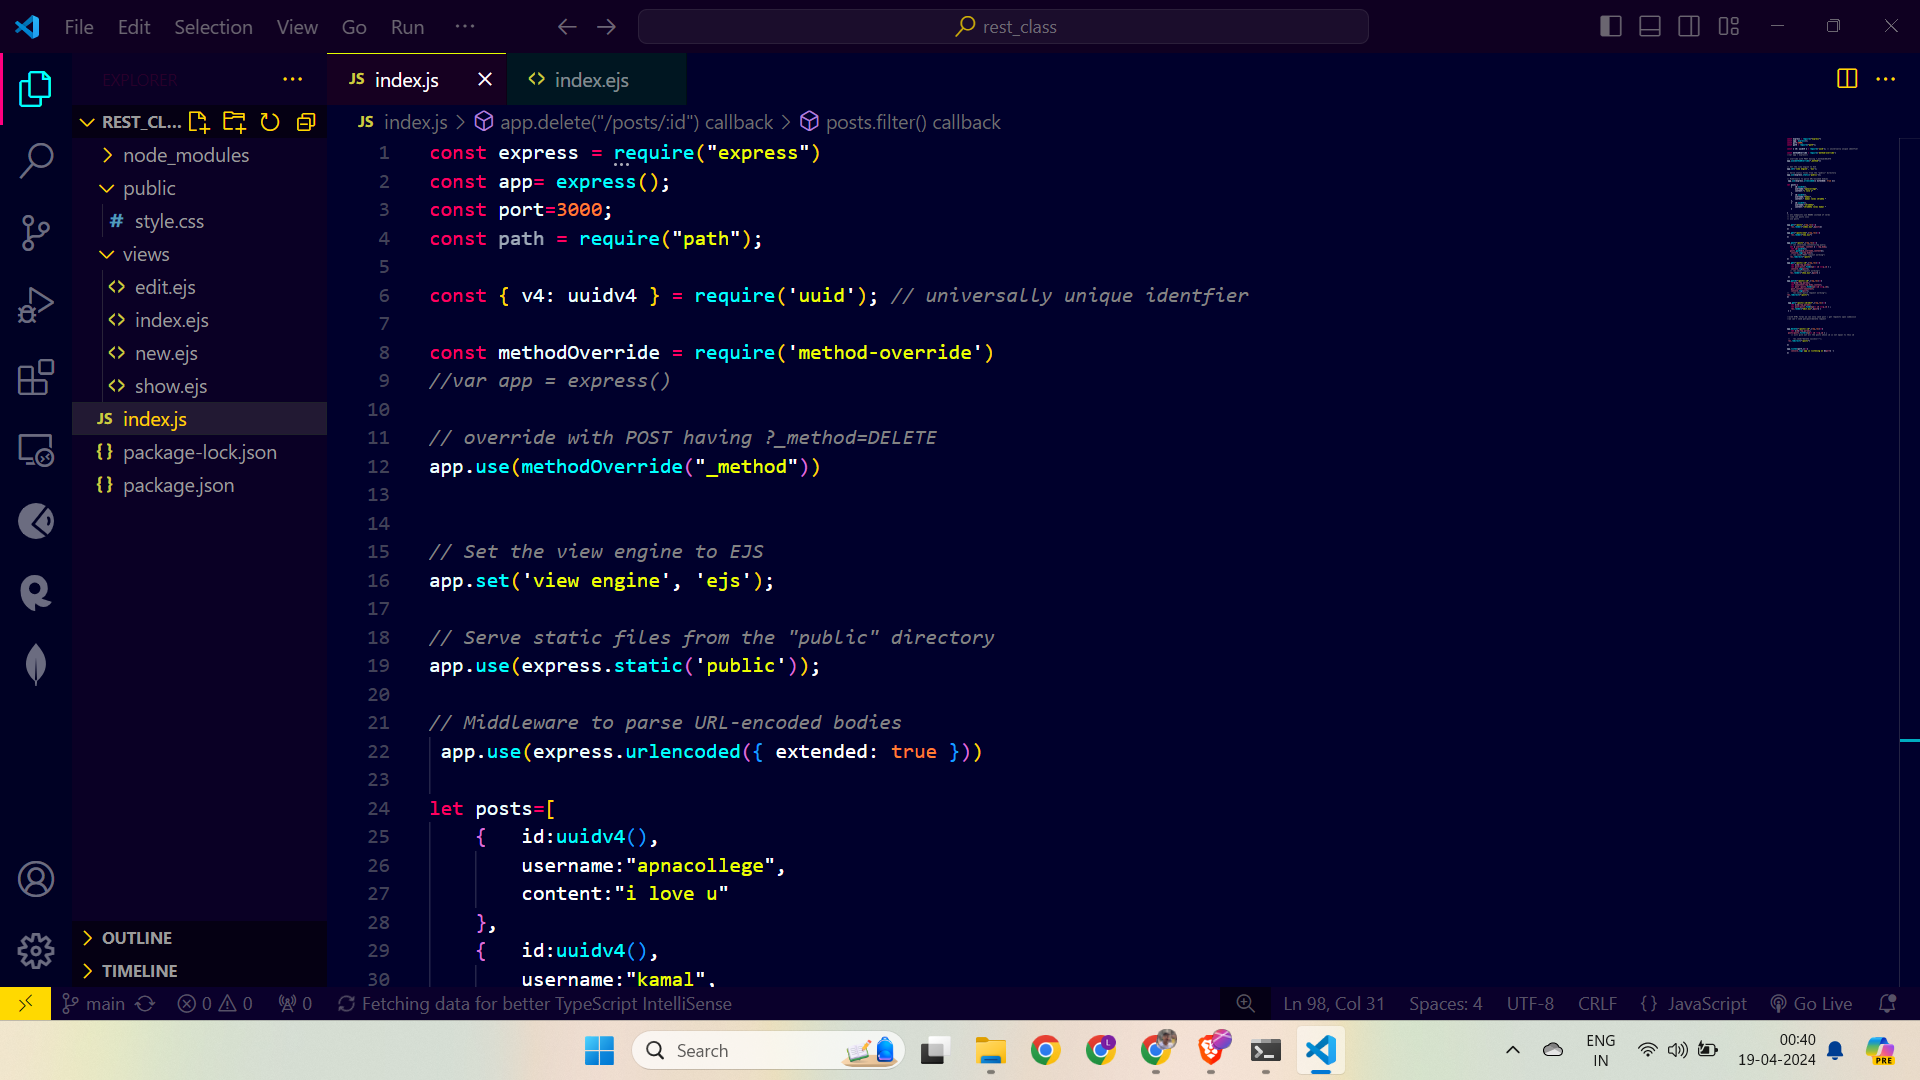 File Edit Selection View Go Run ··· rest_class
EXPLORER ···
JS index.js
<> index.ejs
REST_CL...
node_modules
public
# style.css
views
<> edit.ejs
<> index.ejs
<> new.ejs
<> show.ejs
JS index.js
{} package-lock.json
{} package.json
OUTLINE
TIMELINE
JS index.js > app.delete("/posts/:id") callback > posts.filter() callback
1 const express = require("express")
2 const app= express();
3 const port=3000;
4 const path = require("path");
5
6 const { v4: uuidv4 } = require('uuid'); // universally unique identfier
7
8 const methodOverride = require('method-override')
9 //var app = express()
10
11 // override with POST having ?_method=DELETE
12 app.use(methodOverride("_method"))
13
14
15 // Set the view engine to EJS
16 app.set('view engine', 'ejs');
17
18 // Serve static files from the "public" directory
19 app.use(express.static('public'));
20
21 // Middleware to parse URL-encoded bodies
22 app.use(express.urlencoded({ extended: true }))
23
24 let posts=[
25 { id:uuidv4(),
26 username:"apnacollege",
27 content:"i love u"
28 },
29 { id:uuidv4(),
30 username:"kamal",
main 0 0 0 Fetching data for better TypeScript IntelliSense Ln 98, Col 31 Spaces: 4 UTF-8 CRLF {} JavaScript Go Live
Search
L
ENG
IN
00:40
19-04-2024
PRE